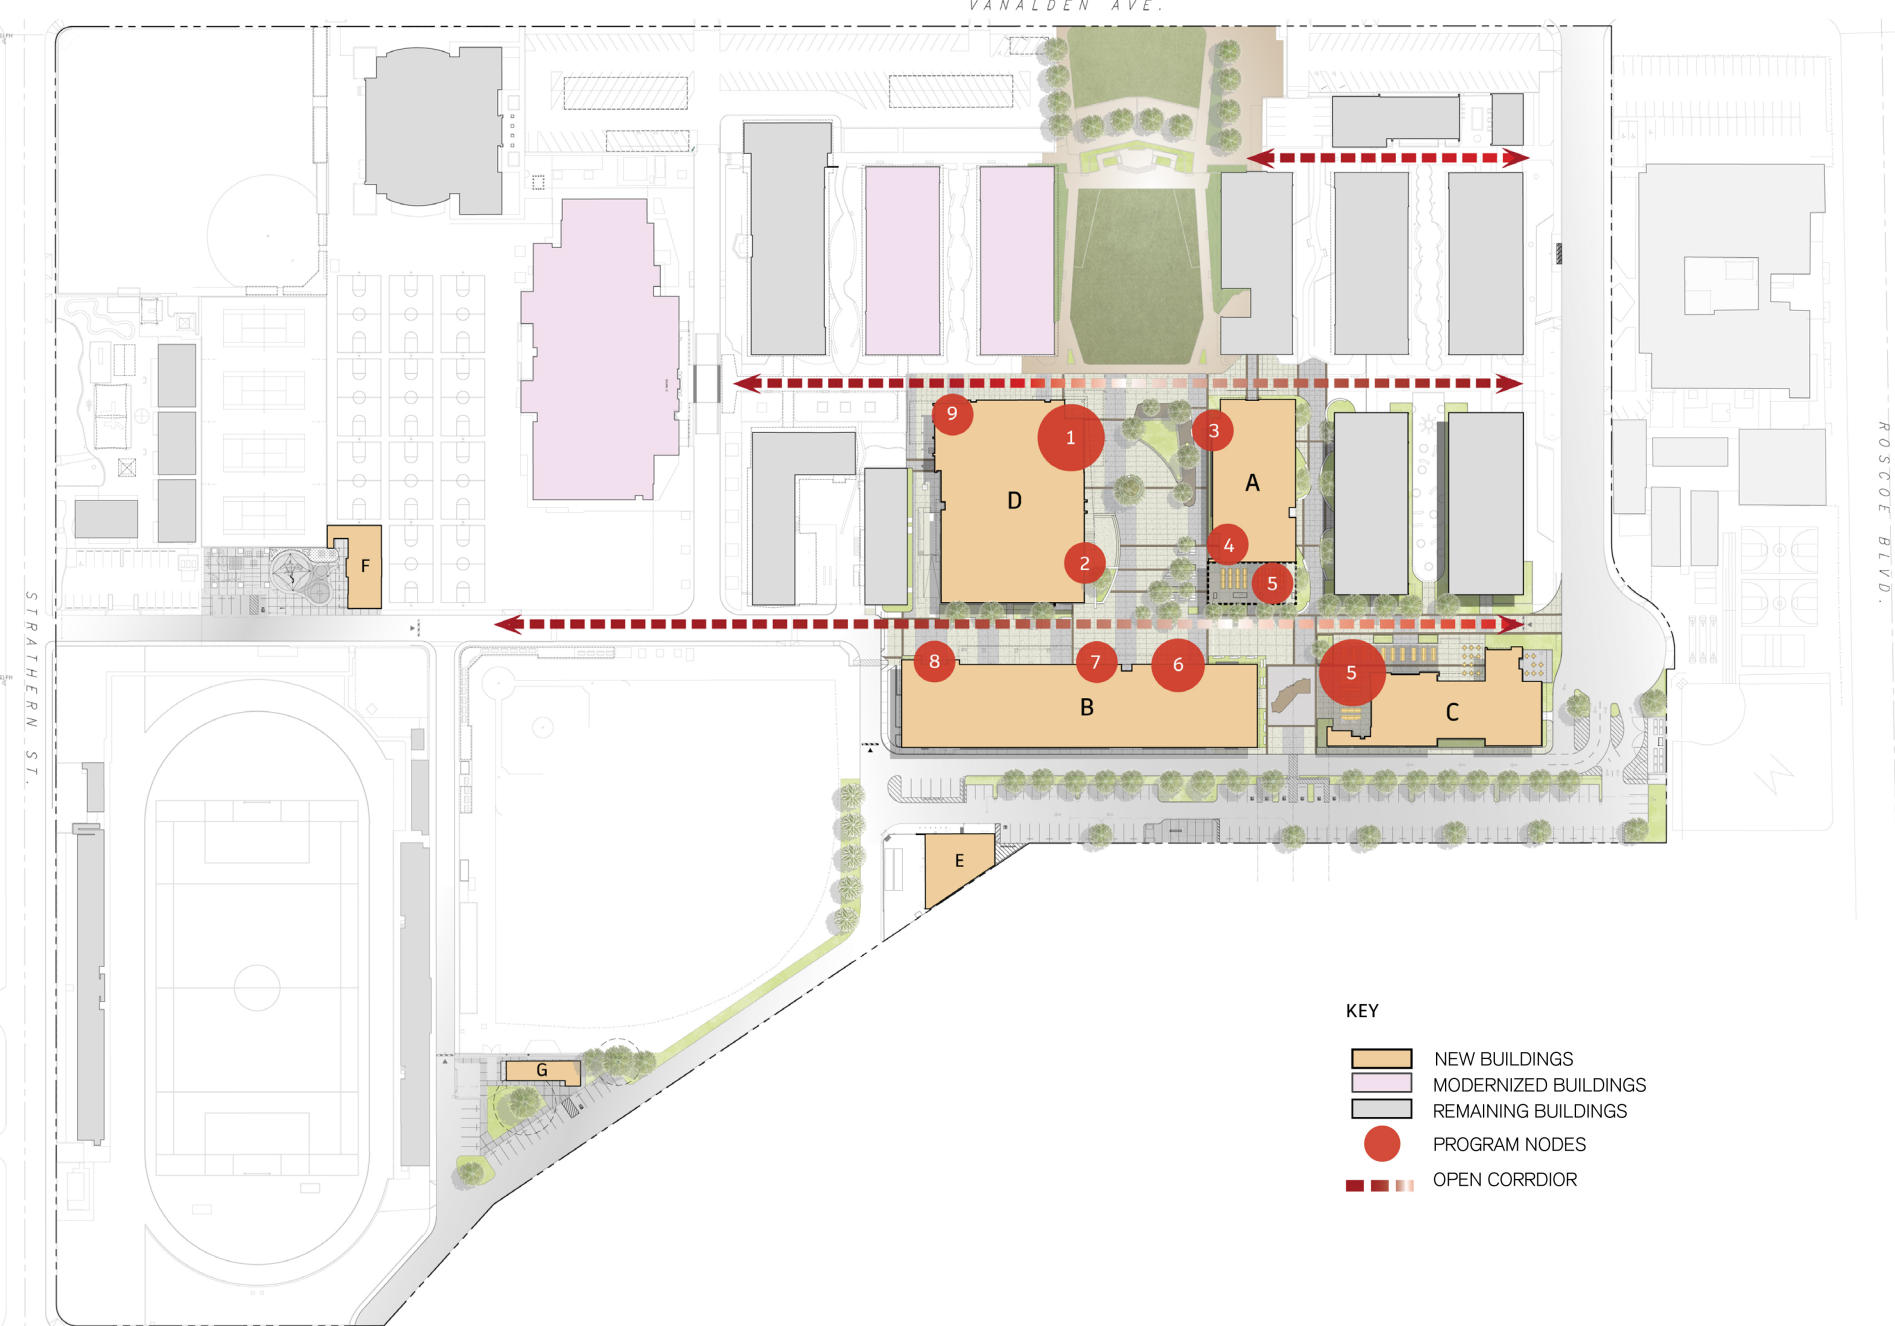 VANALDEN AVE.
9
1
3
D
A
4
2
5
F
8
7
6
5
B
C
E
G
STRATHERN ST.
ROSCOE BLVD.
KEY
NEW BUILDINGS
MODERNIZED BUILDINGS
REMAINING BUILDINGS
PROGRAM NODES
OPEN CORRDIOR